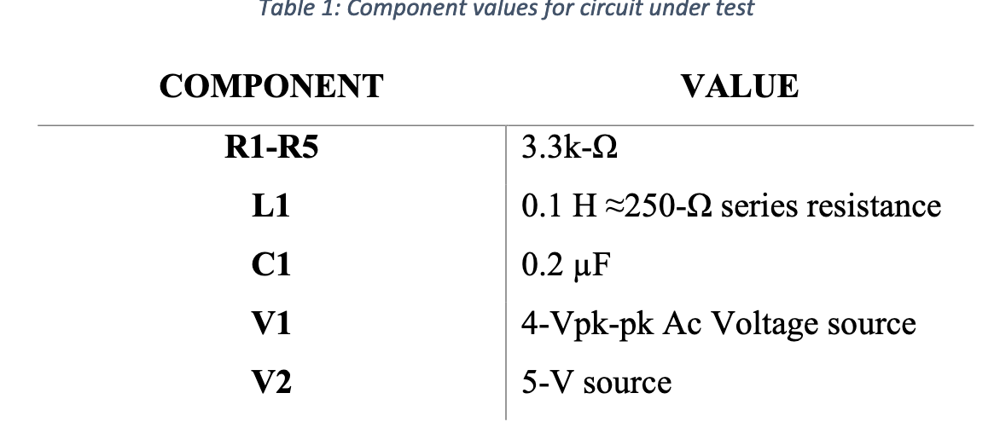 Table 1: Component values for circuit under test
COMPONENT VALUE
R1-R5 3.3k-Ω
L1 0.1 H ≈250-Ω series resistance
C1 0.2 µF
V1 4-Vpk-pk Ac Voltage source
V2 5-V source